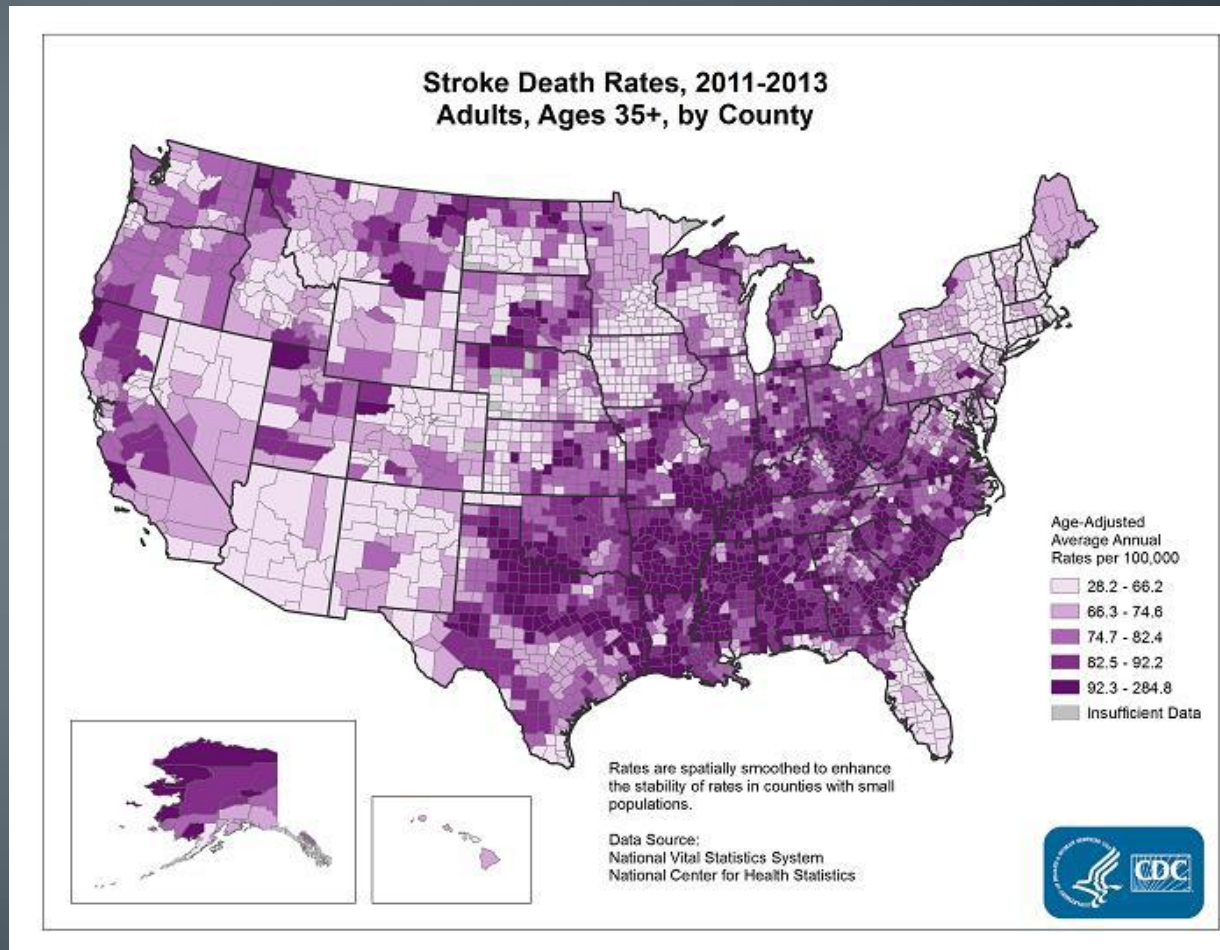 Stroke Death Rates, 2011-2013
Adults, Ages 35+, by County
Age-Adjusted
Average Annual
Rates per 100,000
28.2 - 66.2
66.3 - 74.6
74.7 - 82.4
82.5 - 92.2
92.3 - 284.8
Insufficient Data
Rates are spatially smoothed to enhance
the stability of rates in counties with small
populations.
Data Source:
National Vital Statistics System
National Center for Health Statistics
CDC